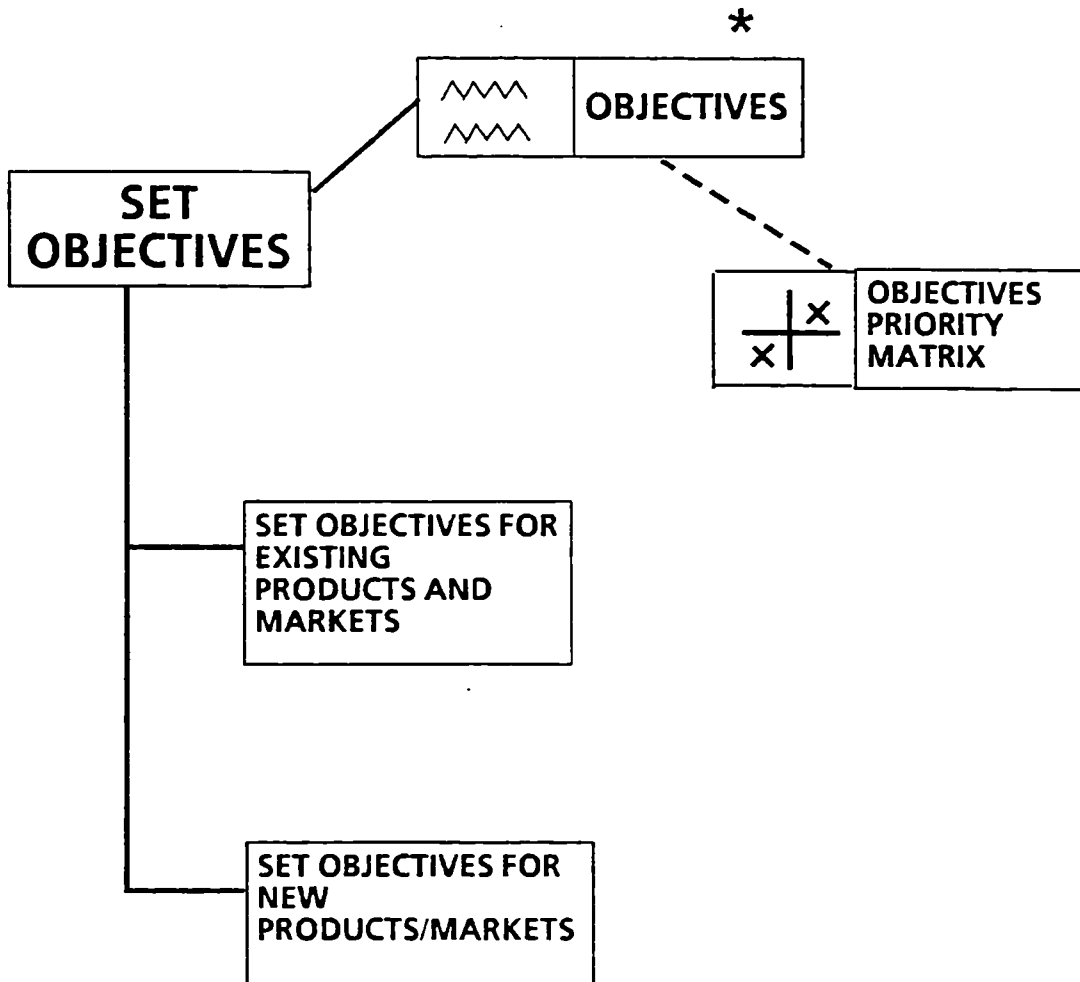 *
OBJECTIVES
SET
OBJECTIVES
OBJECTIVES
PRIORITY
MATRIX
SET OBJECTIVES FOR
EXISTING
PRODUCTS AND
MARKETS
SET OBJECTIVES FOR
NEW
PRODUCTS/MARKETS